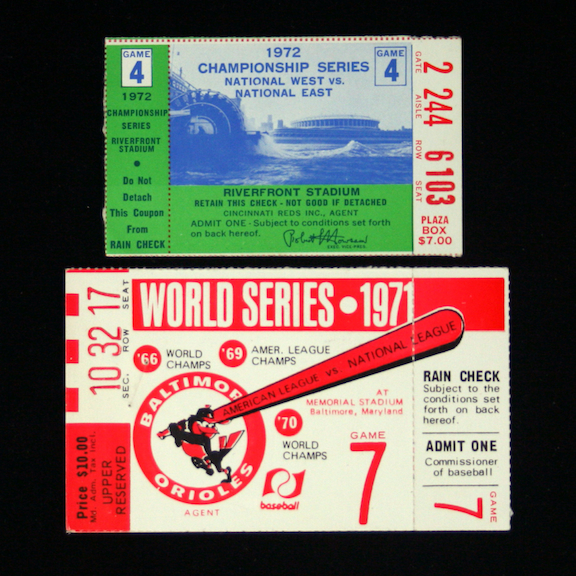 GAME
4
1972
CHAMPIONSHIP
SERIES
RIVERFRONT
STADIUM
Do Not
Detach
This Coupon
From
RAIN CHECK
1972
CHAMPIONSHIP SERIES
NATIONAL WEST VS.
NATIONAL EAST
GAME
4
RIVERFRONT STADIUM
RETAIN THIS CHECK - NOT GOOD IF DETACHED
CINCINNATI REDS INC., AGENT
ADMIT ONE - Subject to conditions set forth
on back hereof.
GATE AISLE ROW SEAT
2 244 6 103
PLAZA
BOX
$7.00
SEC. ROW SEAT
10 32 17
Price $10.00
Md. Adm. Tax Incl.
UPPER
RESERVED
WORLD SERIES • 1971
'66 WORLD CHAMPS
'69 AMER. LEAGUE CHAMPS
AMERICAN LEAGUE vs NATIONAL LEAGUE
BALTIMORE
ORIOLES
AGENT
'70
WORLD
CHAMPS
baseball
AT
MEMORIAL STADIUM
Baltimore, Maryland
GAME
7
RAIN CHECK
Subject to the
conditions set
forth on back
hereof.
ADMIT ONE
Commissioner
of baseball
GAME
7